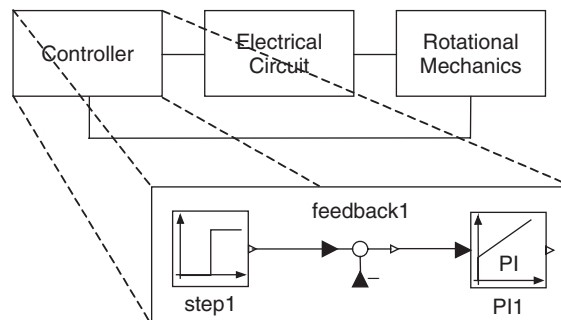 Controller
Electrical
Circuit
Rotational
Mechanics
feedback1
PI
step1
PI1